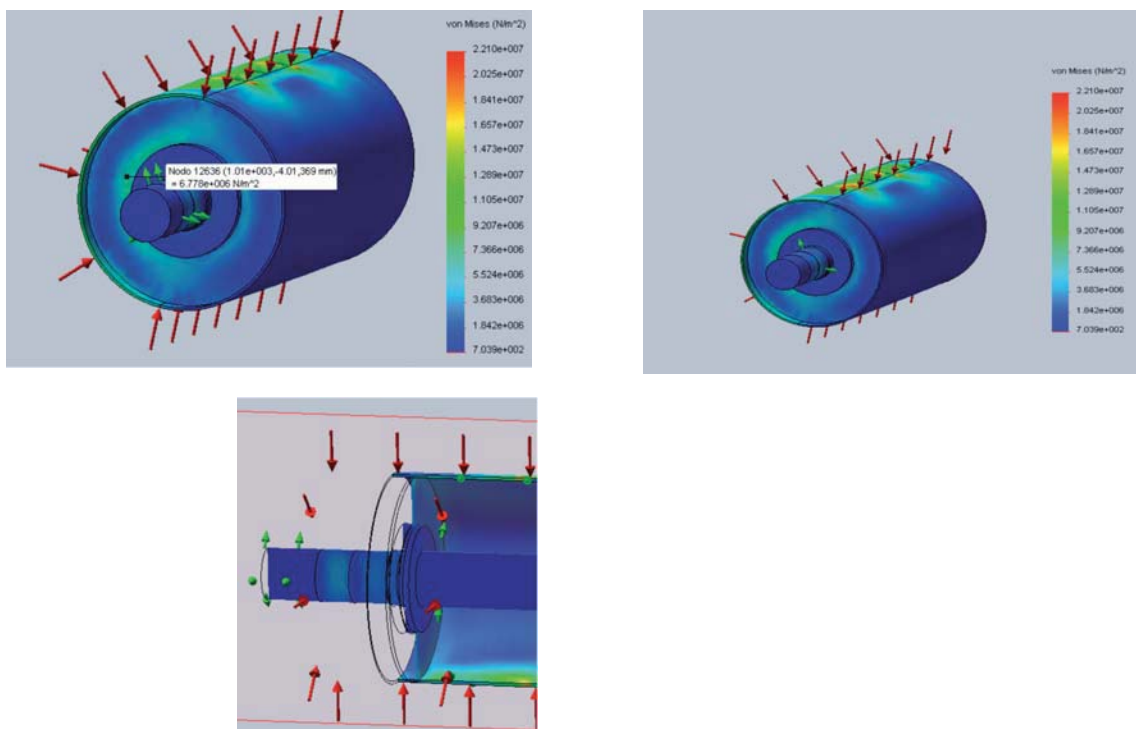 von Mises (N/m^2)
2.210e+007
2.025e+007
1.841e+007
1.657e+007
1.473e+007
1.289e+007
1.105e+007
9.207e+006
7.366e+006
5.524e+006
3.683e+006
1.842e+006
7.039e+002
Nodo 12636 (1.01e+003,-4.01,369 mm)
= 6.778e+006 N/m^2
von Mises (N/m^2)
2.210e+007
2.025e+007
1.841e+007
1.657e+007
1.473e+007
1.289e+007
1.105e+007
9.207e+006
7.366e+006
5.524e+006
3.683e+006
1.842e+006
7.039e+002